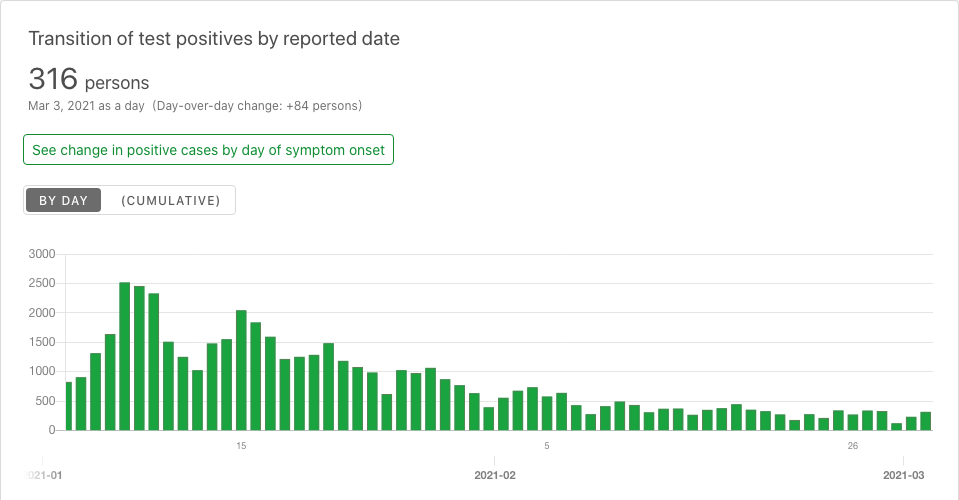 Transition of test positives by reported date
316 persons
Mar 3, 2021 as a day (Day-over-day change: +84 persons)
See change in positive cases by day of symptom onset
BY DAY (CUMULATIVE)
3000
2500
2000
1500
1000
500
0
15 5 26
021-01 2021-02 2021-03